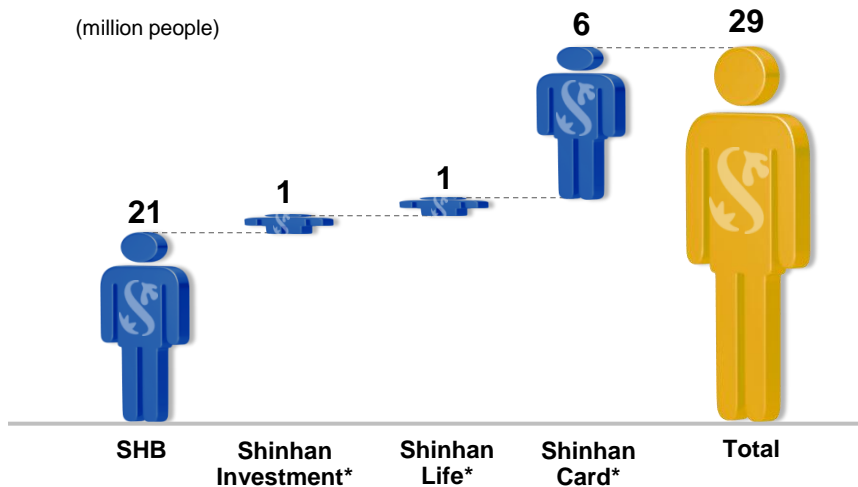 (million people)
6
29
1
1
21
SHB
Shinhan
Investment*
Shinhan
Life*
Shinhan
Card*
Total